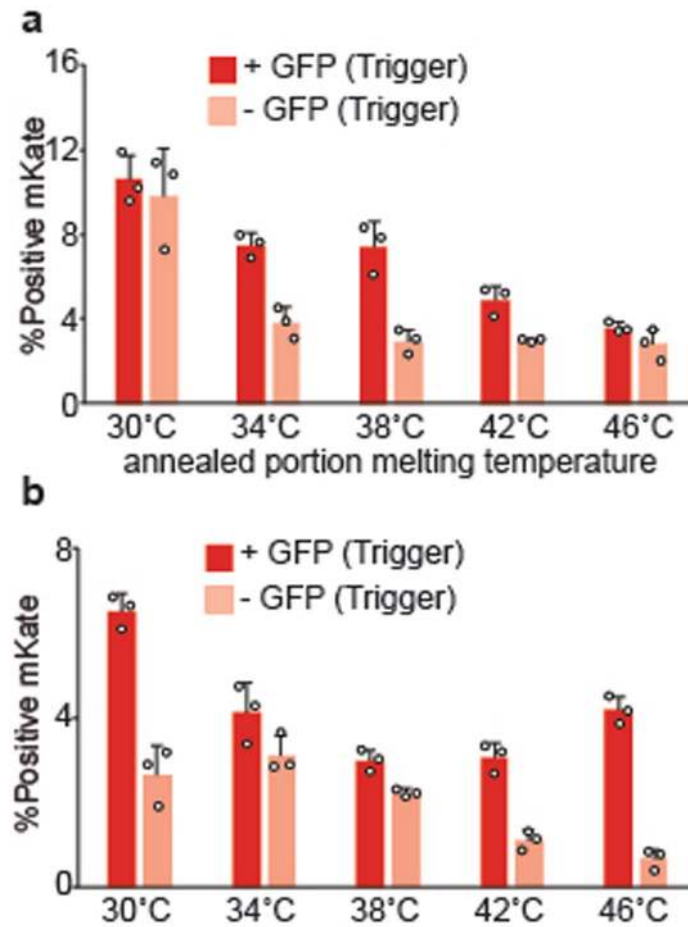 a
16
12
8
4
0
%Positive mKate
+ GFP (Trigger)
- GFP (Trigger)
30°C 34°C 38°C 42°C 46°C
annealed portion melting temperature
b
8
4
0
%Positive mKate
+ GFP (Trigger)
- GFP (Trigger)
30°C 34°C 38°C 42°C 46°C